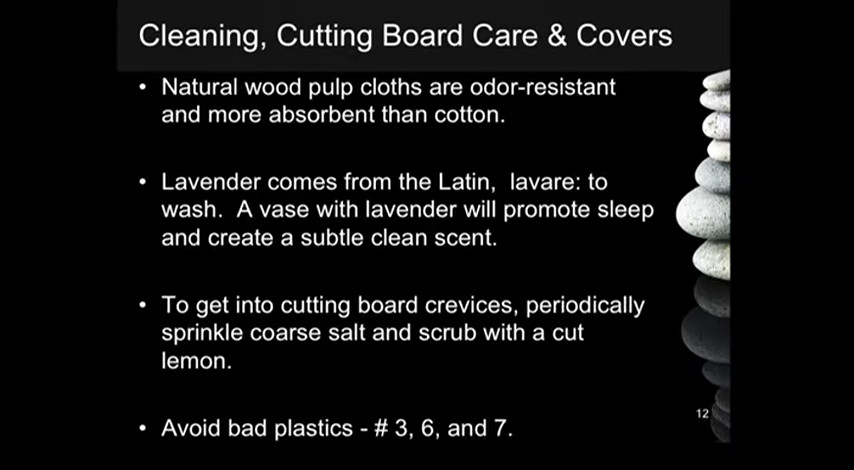 Cleaning, Cutting Board Care & Covers
• Natural wood pulp cloths are odor-resistant
and more absorbent than cotton.
• Lavender comes from the Latin, lavare: to
wash. A vase with lavender will promote sleep
and create a subtle clean scent.
• To get into cutting board crevices, periodically
sprinkle coarse salt and scrub with a cut
lemon.
12
• Avoid bad plastics - # 3, 6, and 7.